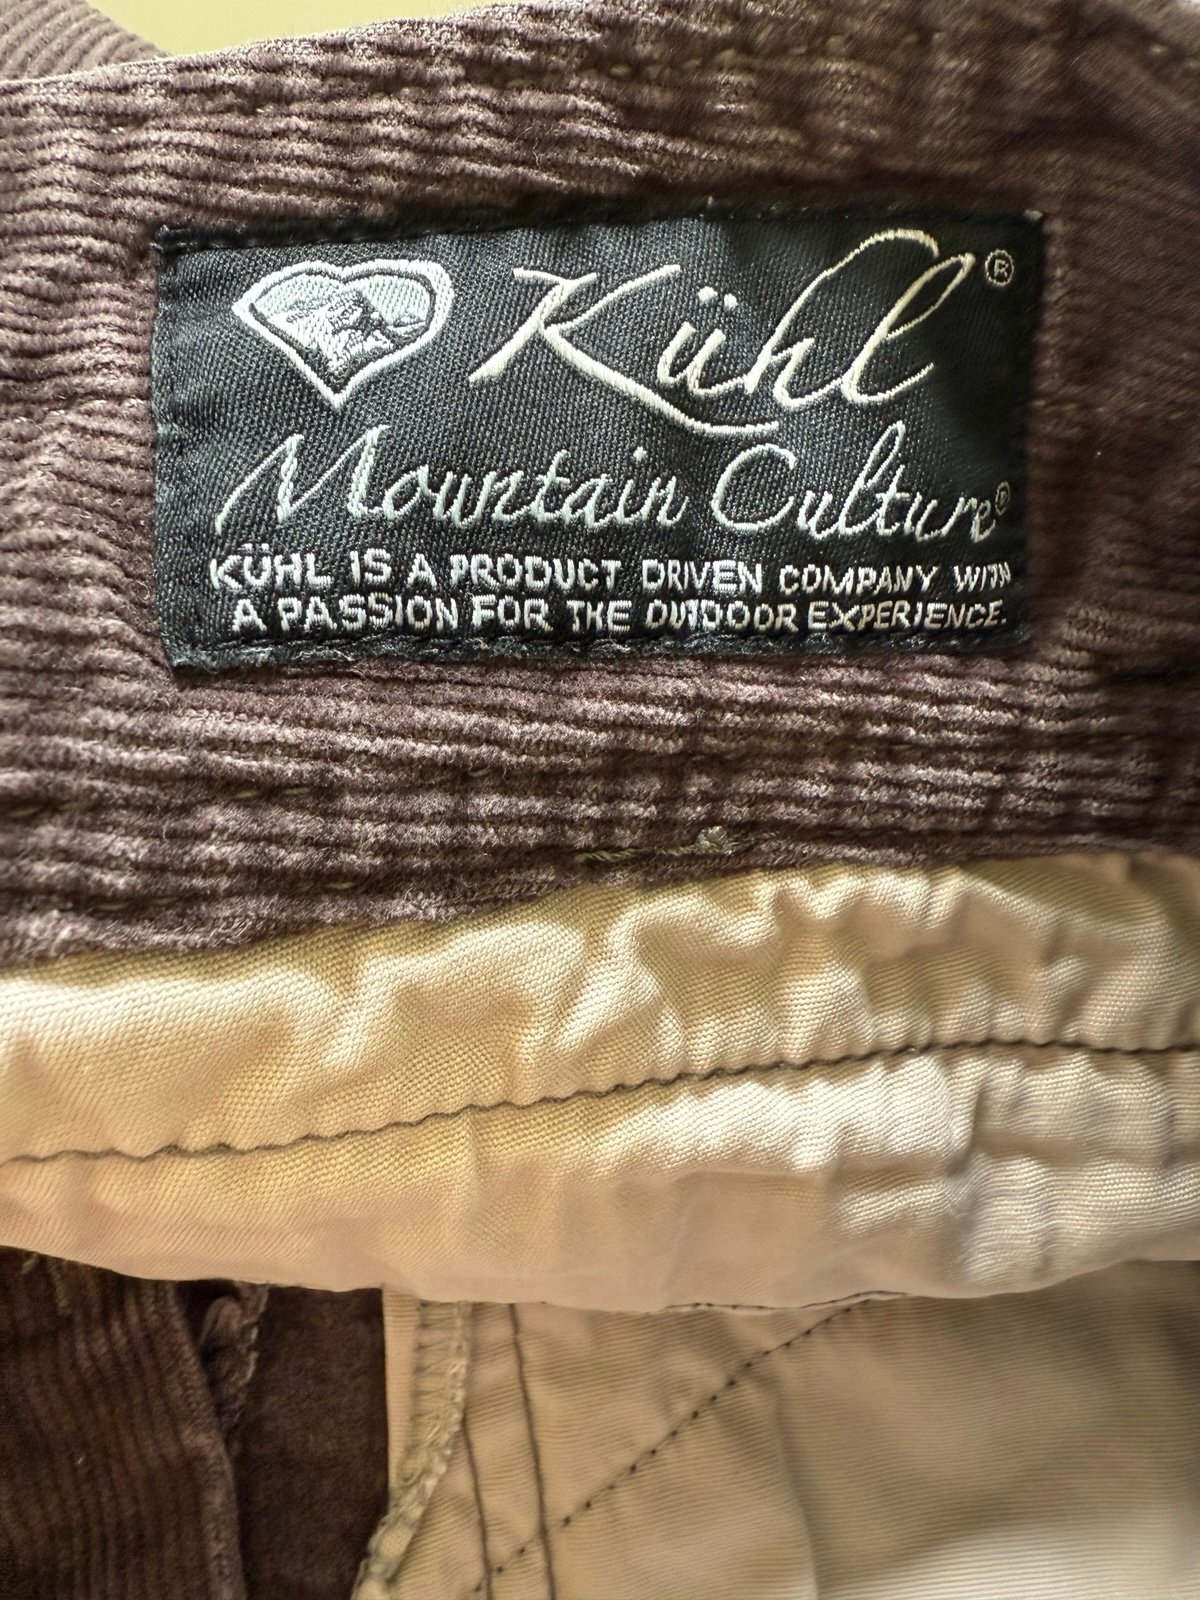 Kühl®
Mountain Culture®
KÜHL IS A PRODUCT DRIVEN COMPANY WITH
A PASSION FOR THE OUTDOOR EXPERIENCE.